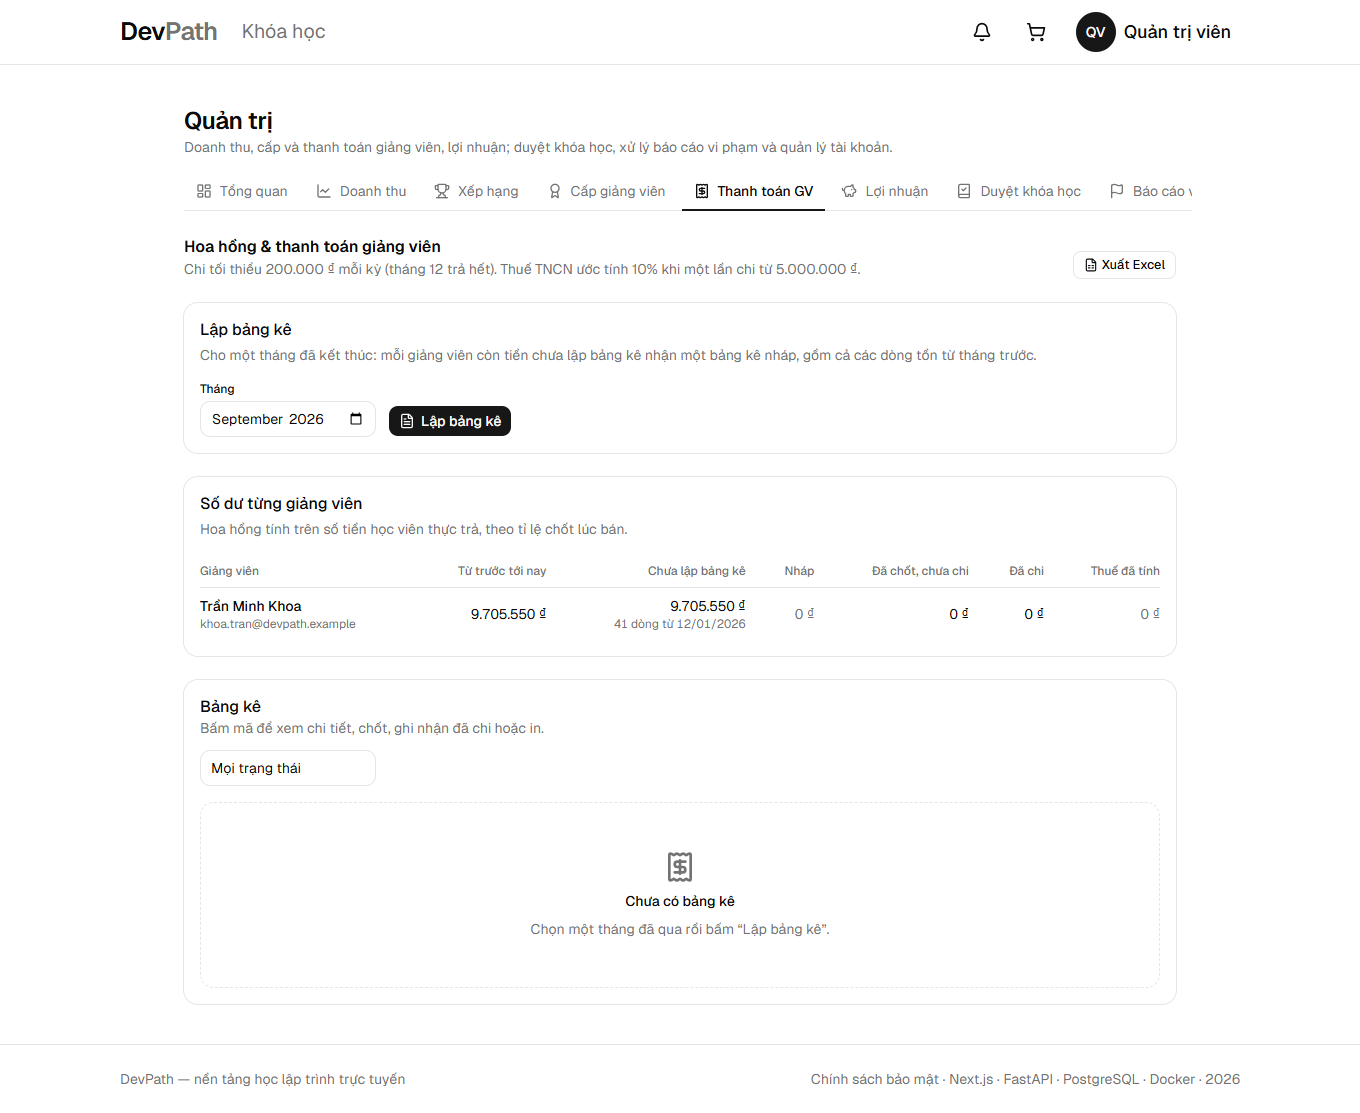 DevPath Khóa học
QV Quản trị viên
Quản trị
Doanh thu, cấp và thanh toán giảng viên, lợi nhuận; duyệt khóa học, xử lý báo cáo vi phạm và quản lý tài khoản.
Tổng quan Doanh thu Xếp hạng Cấp giảng viên Thanh toán GV Lợi nhuận Duyệt khóa học Báo cáo v
Hoa hồng & thanh toán giảng viên
Chi tối thiểu 200.000 ₫ mỗi kỳ (tháng 12 trả hết). Thuế TNCN ước tính 10% khi một lần chi từ 5.000.000 ₫.
Xuất Excel
Lập bảng kê
Cho một tháng đã kết thúc: mỗi giảng viên còn tiền chưa lập bảng kê nhận một bảng kê nháp, gồm cả các dòng tồn từ tháng trước.
Tháng
September 2026 Lập bảng kê
Số dư từng giảng viên
Hoa hồng tính trên số tiền học viên thực trả, theo tỉ lệ chốt lúc bán.
Giảng viên Từ trước tới nay Chưa lập bảng kê Nháp Đã chốt, chưa chi Đã chi Thuế đã tính
Trần Minh Khoa 9.705.550 ₫ 9.705.550 ₫ 0 ₫ 0 ₫ 0 ₫ 0 ₫
khoa.tran@devpath.example 41 dòng từ 12/01/2026
Bảng kê
Bấm mã để xem chi tiết, chốt, ghi nhận đã chi hoặc in.
Mọi trạng thái
Chưa có bảng kê
Chọn một tháng đã qua rồi bấm “Lập bảng kê”.
DevPath — nền tảng học lập trình trực tuyến
Chính sách bảo mật · Next.js · FastAPI · PostgreSQL · Docker · 2026